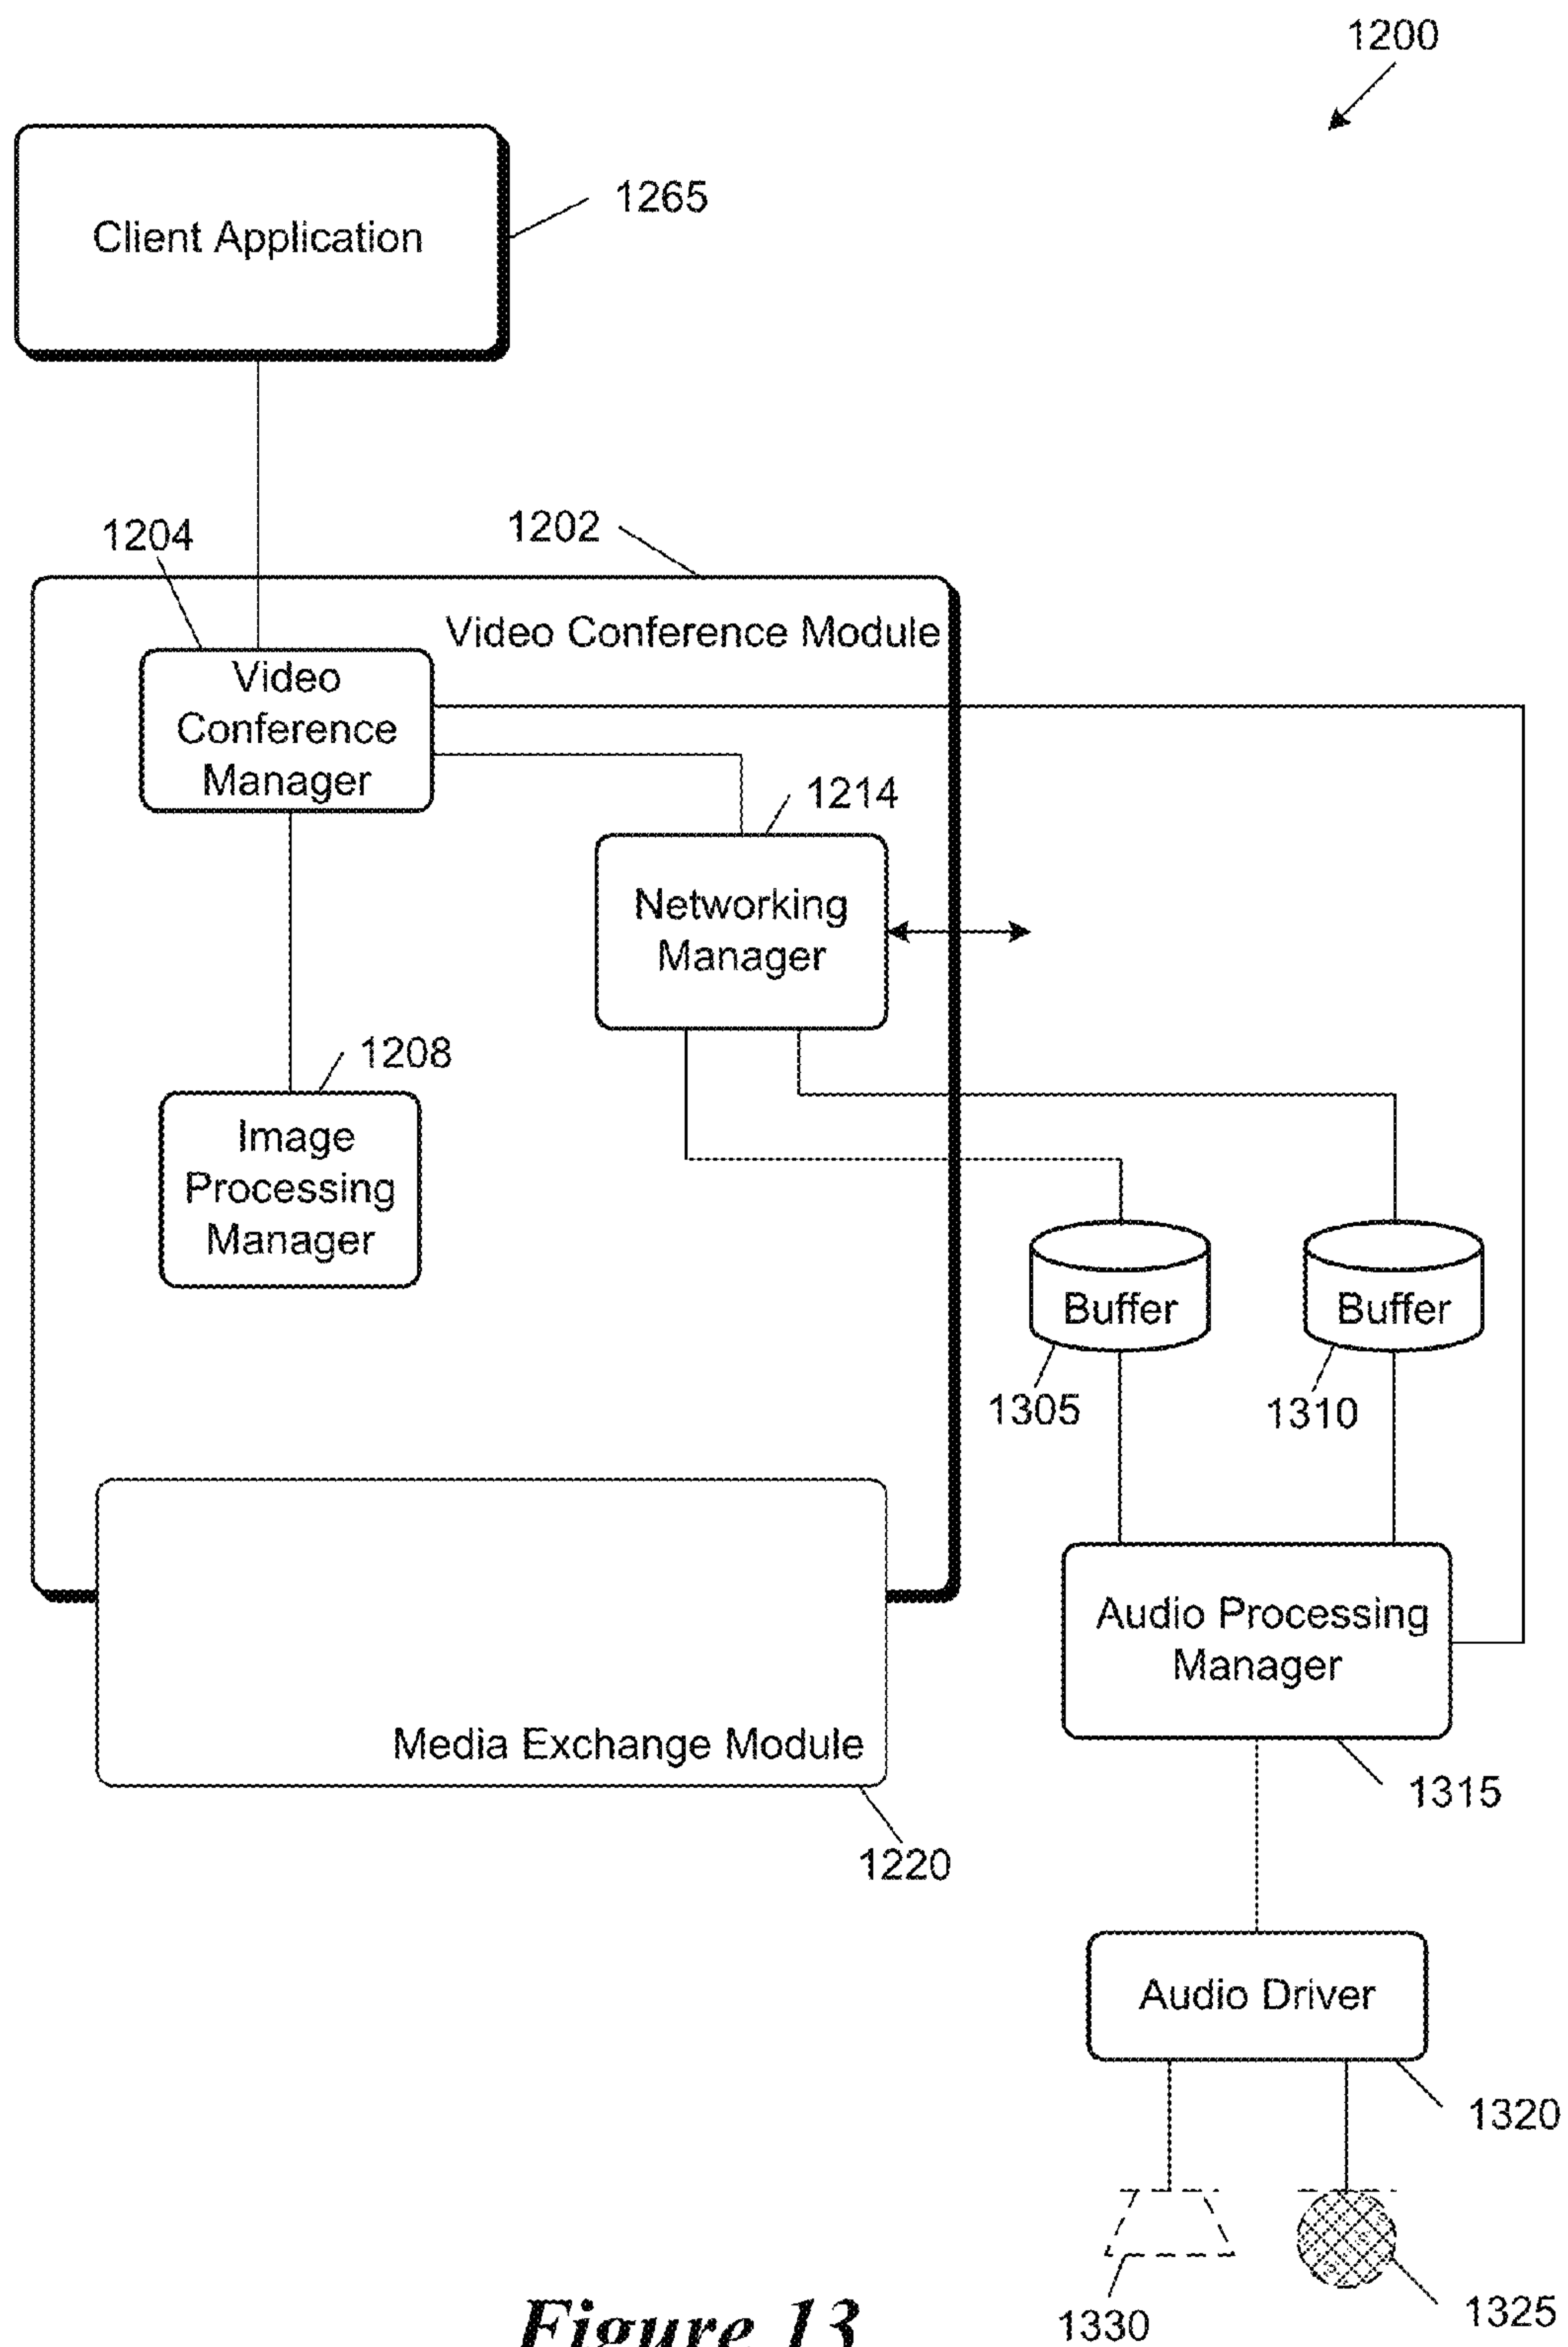 1200
Client Application
1265
1204
1202
Video Conference Module
Video
Conference
Manager
1214
Networking
Manager
1208
Image
Processing
Manager
Buffer
Buffer
1305
1310
Audio Processing
Manager
Media Exchange Module
1315
1220
Audio Driver
1320
1330
1325
Figure 13